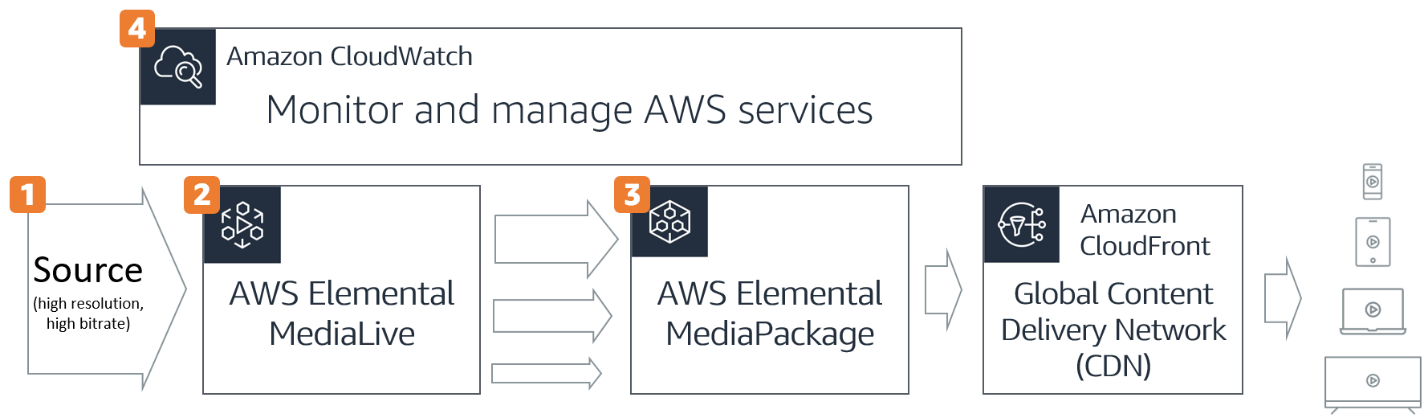 4
Amazon CloudWatch
Monitor and manage AWS services
1
Source
(high resolution,
high bitrate)
2
AWS Elemental
MediaLive
3
AWS Elemental
MediaPackage
Amazon
CloudFront
Global Content
Delivery Network
(CDN)